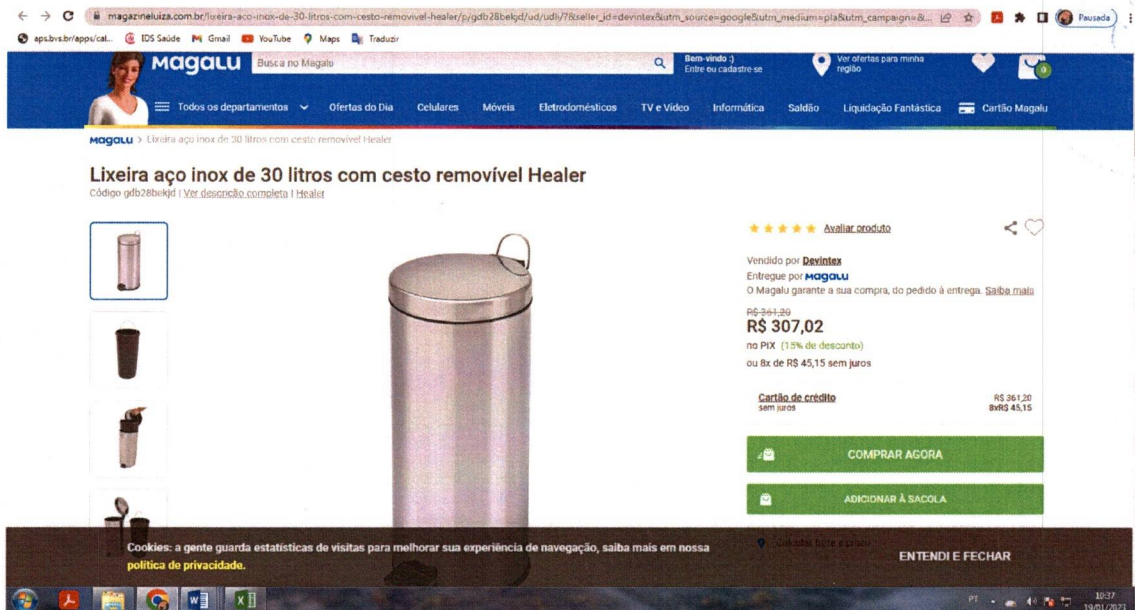 magazineluiza.com.br/lixeira-aco-inox-de-30-litros-com-cesto-removivel-healer/p/gdb28bekjd/ud/udli/?&seller_id=devintex&utm_source=google&utm_medium=pla&utm_campaign=&...
Pausada
aps.bvs.br/apps/cal... IDS Saúde Gmail YouTube Maps Traduzir
Magalu
Busca no Magalu
Bem-vindo :)
Entre ou cadastre-se
Ver ofertas para minha
região
0
Todos os departamentos Ofertas do Dia Celulares Móveis Eletrodomésticos TV e Vídeo Informática Saldão Liquidação Fantástica Cartão Magalu
Magalu > Lixeira aço inox de 30 litros com cesto removível Healer
Lixeira aço inox de 30 litros com cesto removível Healer
Código gdb28bekjd | Ver descrição completa | Healer
Avaliar produto
Vendido por Devintex
Entregue por Magalu
O Magalu garante a sua compra, do pedido à entrega. Saiba mais
R$ 361,20
R$ 307,02
no PIX (15% de desconto)
ou 8x de R$ 45,15 sem juros
Cartão de crédito R$ 361,20
sem juros 8xR$ 45,15
COMPRAR AGORA
ADICIONAR À SACOLA
Cookies: a gente guarda estatísticas de visitas para melhorar sua experiência de navegação, saiba mais em nossa
política de privacidade.
ENTENDI E FECHAR
PT
10:37
19/01/2023